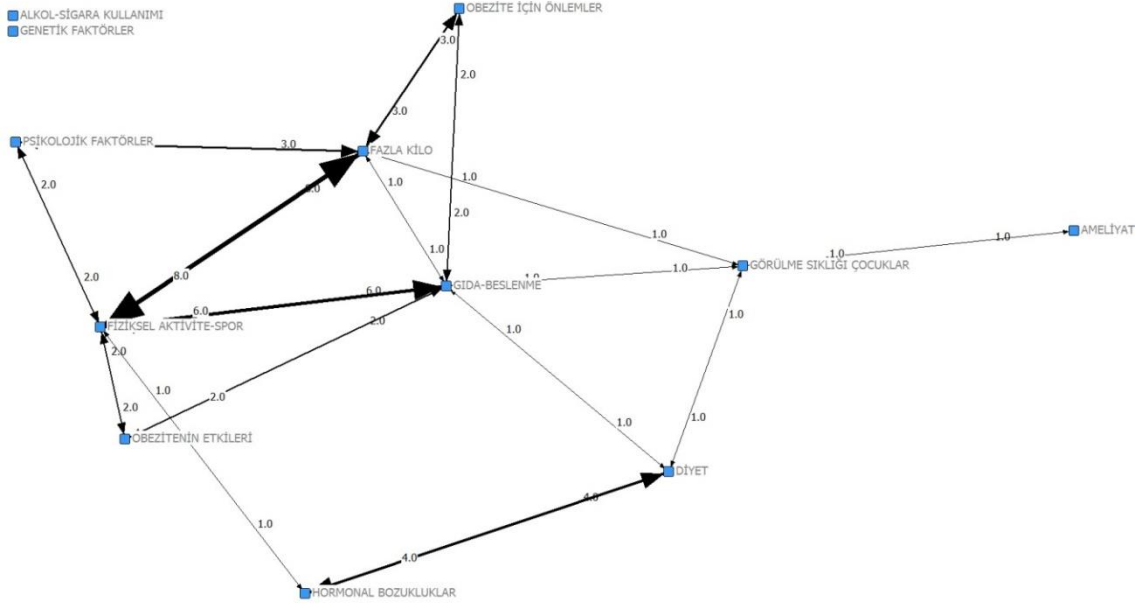 ALKOL-SİGARA KULLANIMI
OBEZİTE İÇİN ÖNLEMLER
GENETİK FAKTÖRLER
3.0
2.0
3.0
PSİKOLOJİK FAKTÖRLER
3.0
FAZLA KİLO
2.0
1.0
1.0
2.0
AMELİYAT
1.0
1.0
1.0
1.0
GÖRÜLME SIKLIĞI ÇOCUKLAR
1.0
2.0
8.0
GIDA-BESLENME
6.0
6.0
1.0
2.0
FİZİKSEL AKTİVİTE-SPOR
1.0
2.0
1.0
2.0
2.0
1.0
1.0
OBEZİTENİN ETKİLERİ
DİYET
4.0
1.0
4.0
HORMONAL BOZUKLUKLAR